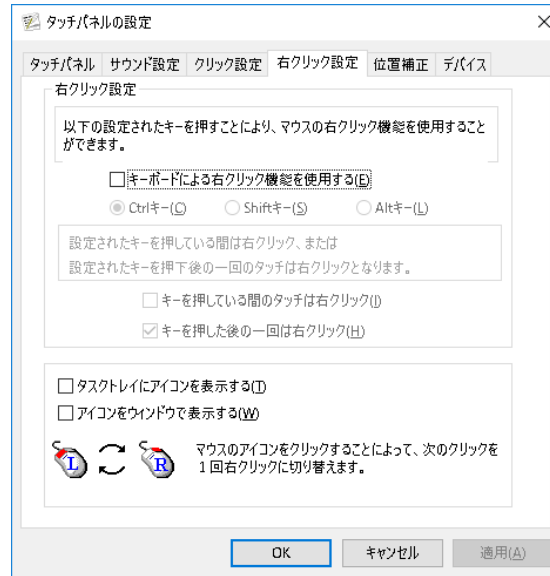 タッチパネルの設定
タッチパネル サウンド設定 クリック設定 右クリック設定 位置補正 デバイス
右クリック設定
以下の設定されたキーを押すことにより、マウスの右クリック機能を使用すること
ができます。
キーボードによる右クリック機能を使用する(E)
Ctrlキー(C) Shiftキー(S) Altキー(L)
設定されたキーを押している間は右クリック、または
設定されたキーを押下後の一回のタッチは右クリックとなります。
キーを押している間のタッチは右クリック(I)
キーを押した後の一回は右クリック(H)
タスクトレイにアイコンを表示する(T)
アイコンをウィンドウで表示する(W)
L R マウスのアイコンをクリックすることによって、次のクリックを
1回右クリックに切り替えます。
OK キャンセル 適用(A)